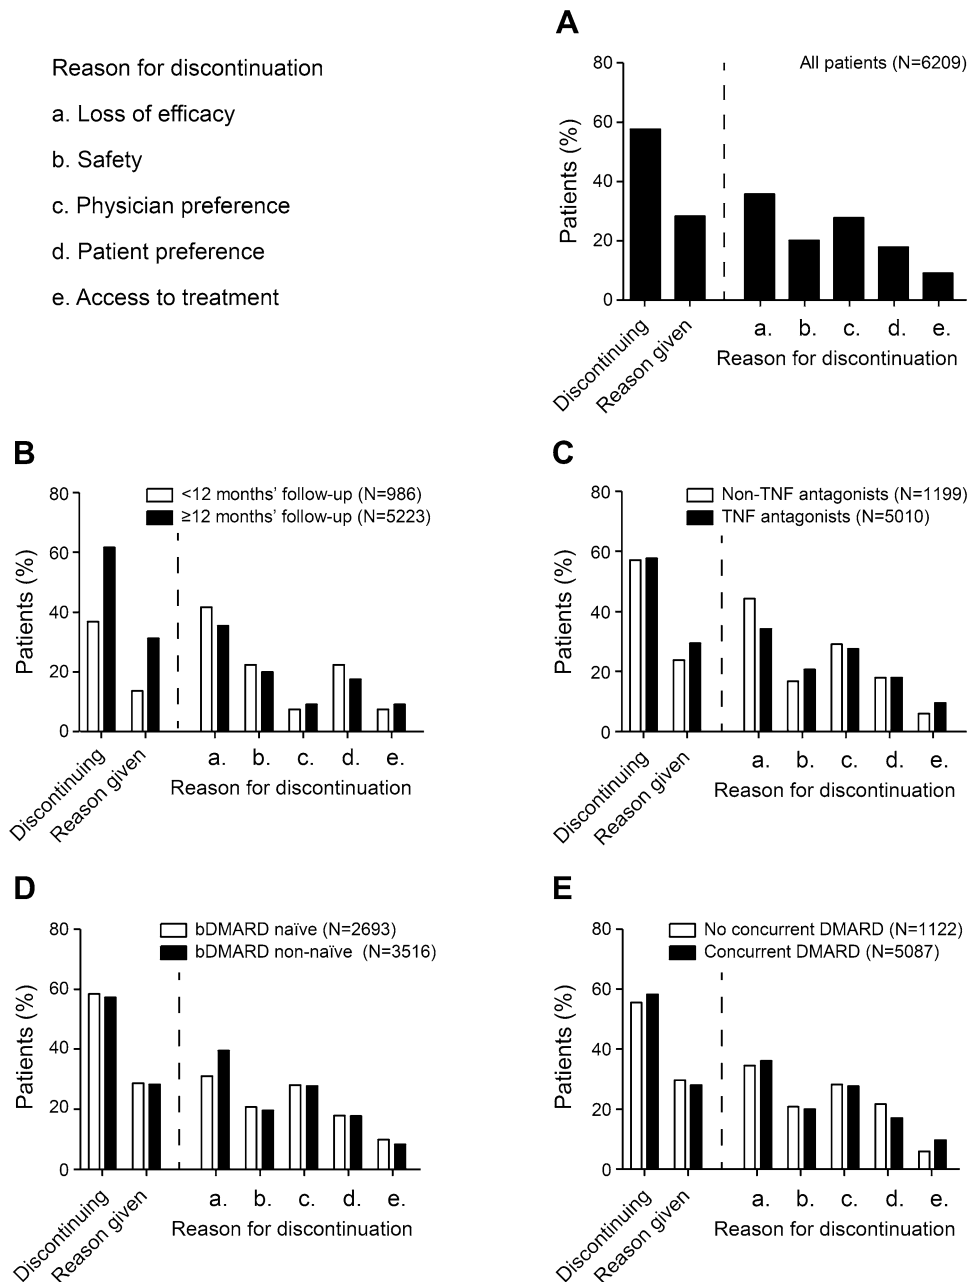 Reason for discontinuation
a. Loss of efficacy
b. Safety
c. Physician preference
d. Patient preference
e. Access to treatment
A
All patients (N=6209)
Patients (%)
80
60
40
20
0
a. b. c. d. e.
Discontinuing
Reason given
Reason for discontinuation
B
<12 months’ follow-up (N=986)
≥12 months’ follow-up (N=5223)
Patients (%)
80
60
40
20
0
a. b. c. d. e.
Discontinuing
Reason given
Reason for discontinuation
C
Non-TNF antagonists (N=1199)
TNF antagonists (N=5010)
Patients (%)
80
60
40
20
0
a. b. c. d. e.
Discontinuing
Reason given
Reason for discontinuation
D
bDMARD naïve (N=2693)
bDMARD non-naïve (N=3516)
Patients (%)
80
60
40
20
0
a. b. c. d. e.
Discontinuing
Reason given
Reason for discontinuation
E
No concurrent DMARD (N=1122)
Concurrent DMARD (N=5087)
Patients (%)
80
60
40
20
0
a. b. c. d. e.
Discontinuing
Reason given
Reason for discontinuation